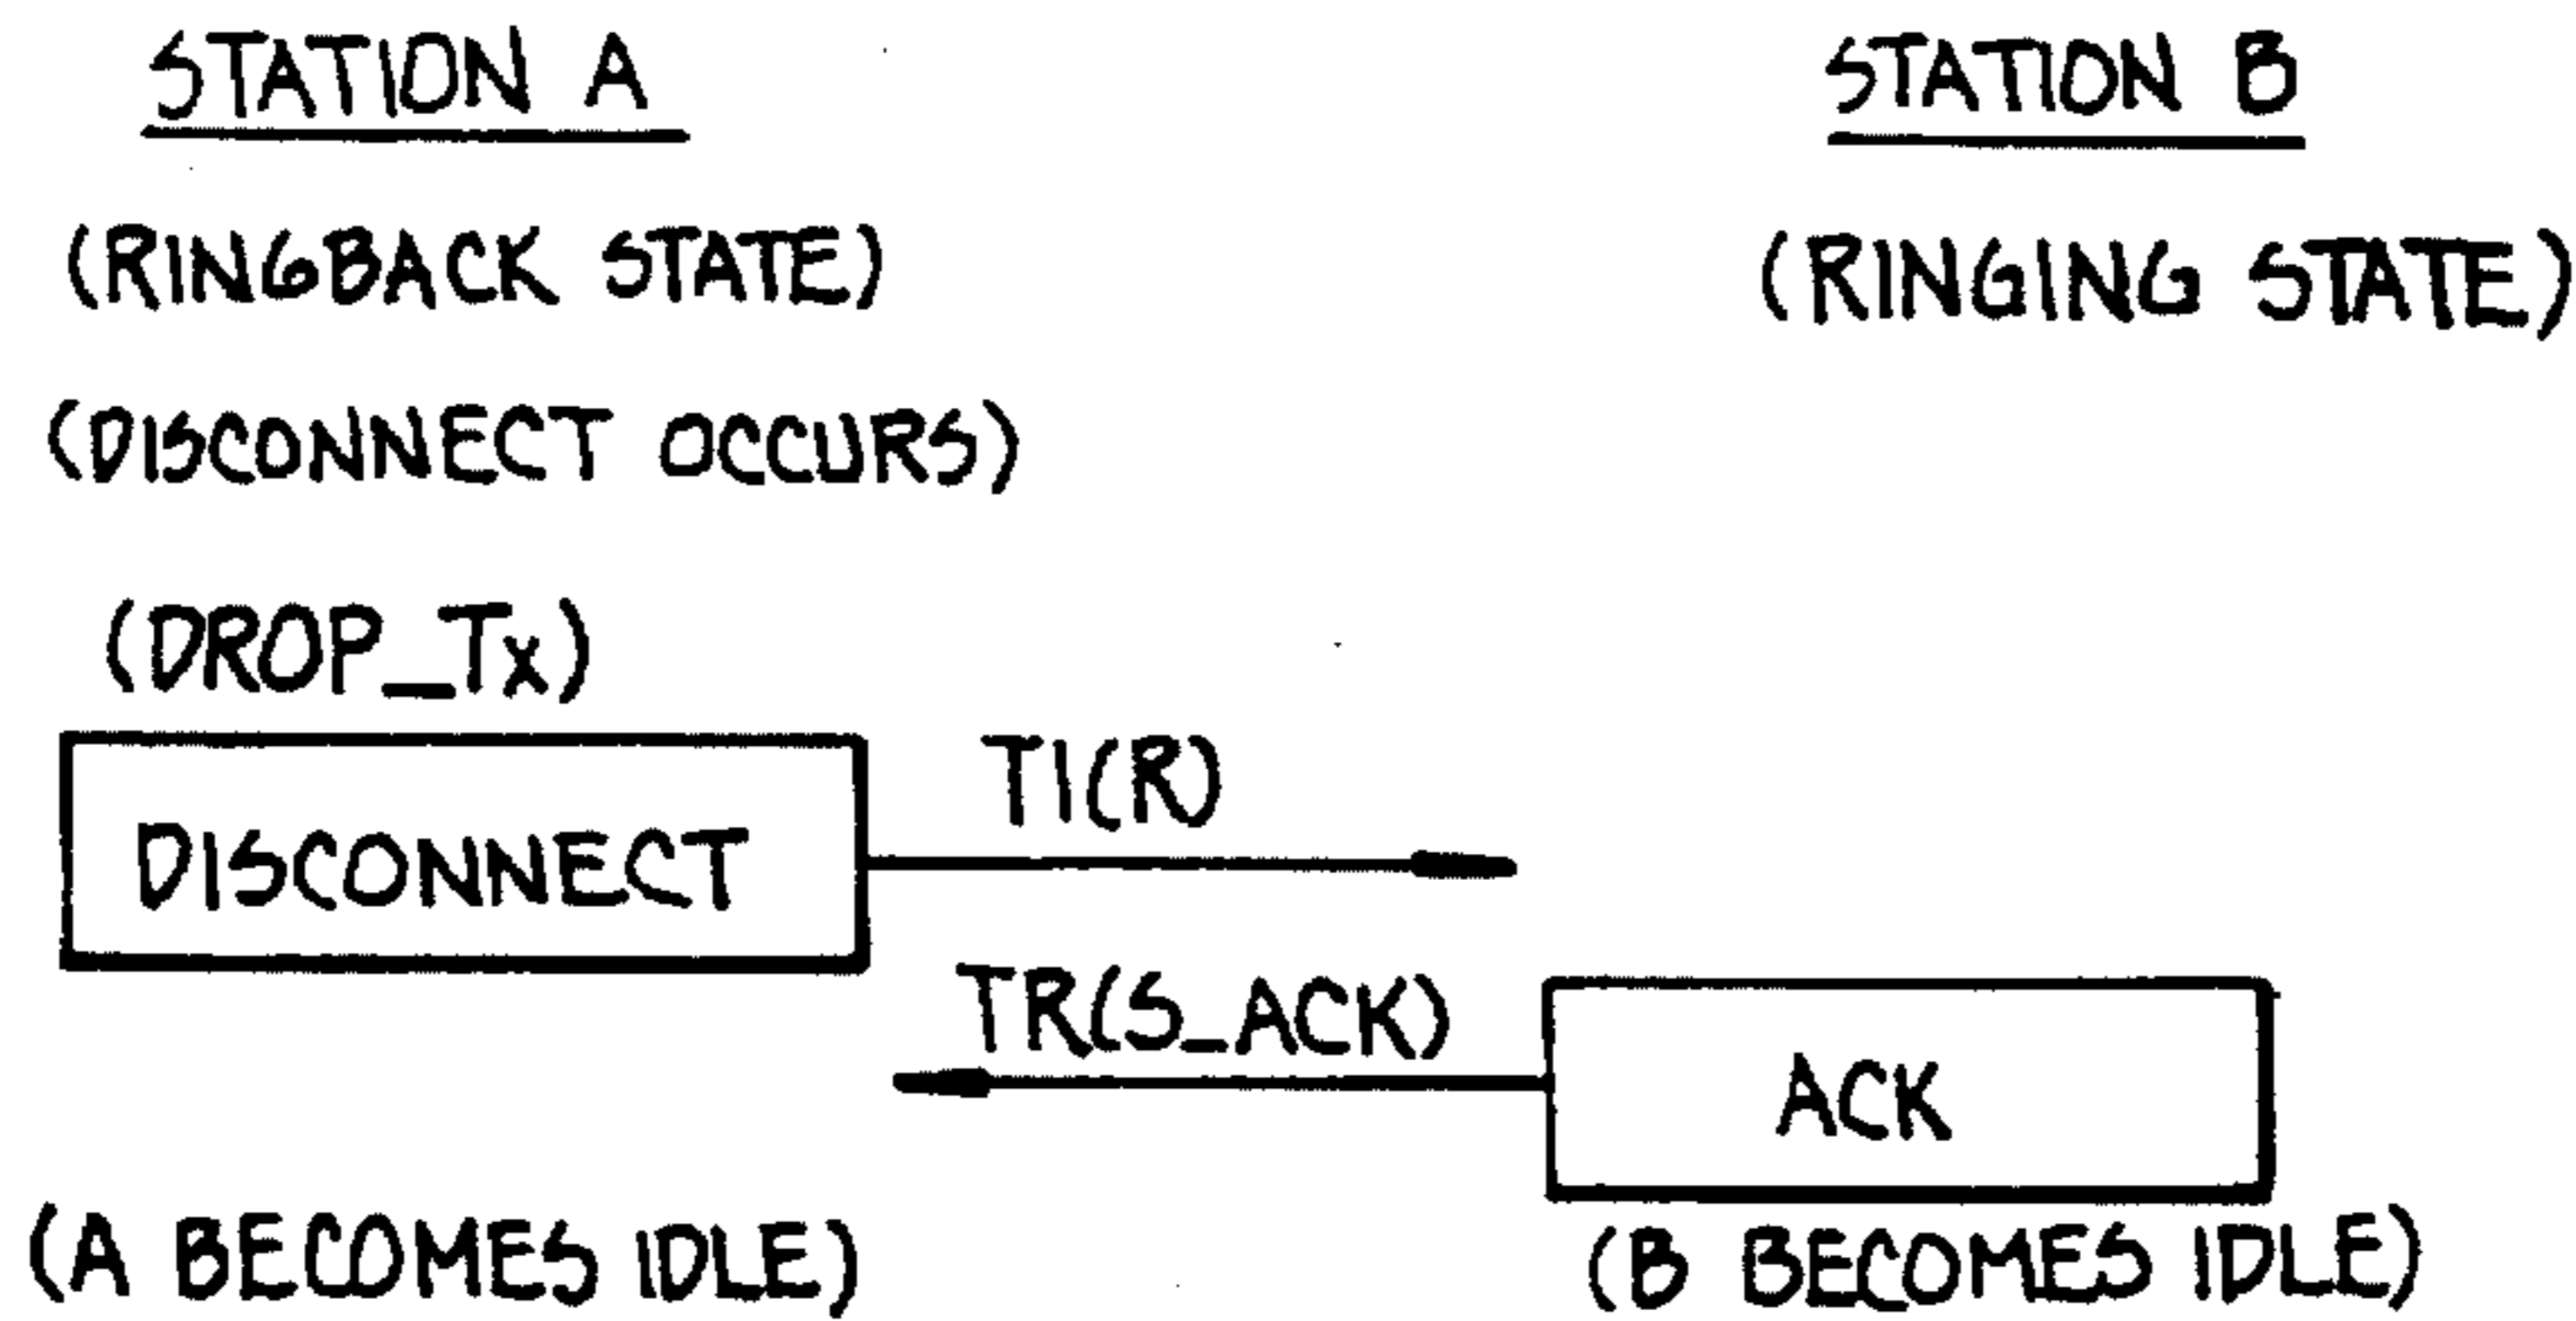 STATION A
STATION B
(RINGBACK STATE)
(RINGING STATE)
(DISCONNECT OCCURS)
(DROP_Tx)
DISCONNECT
TI(R)
TR(S_ACK)
ACK
(A BECOMES IDLE)
(B BECOMES IDLE)